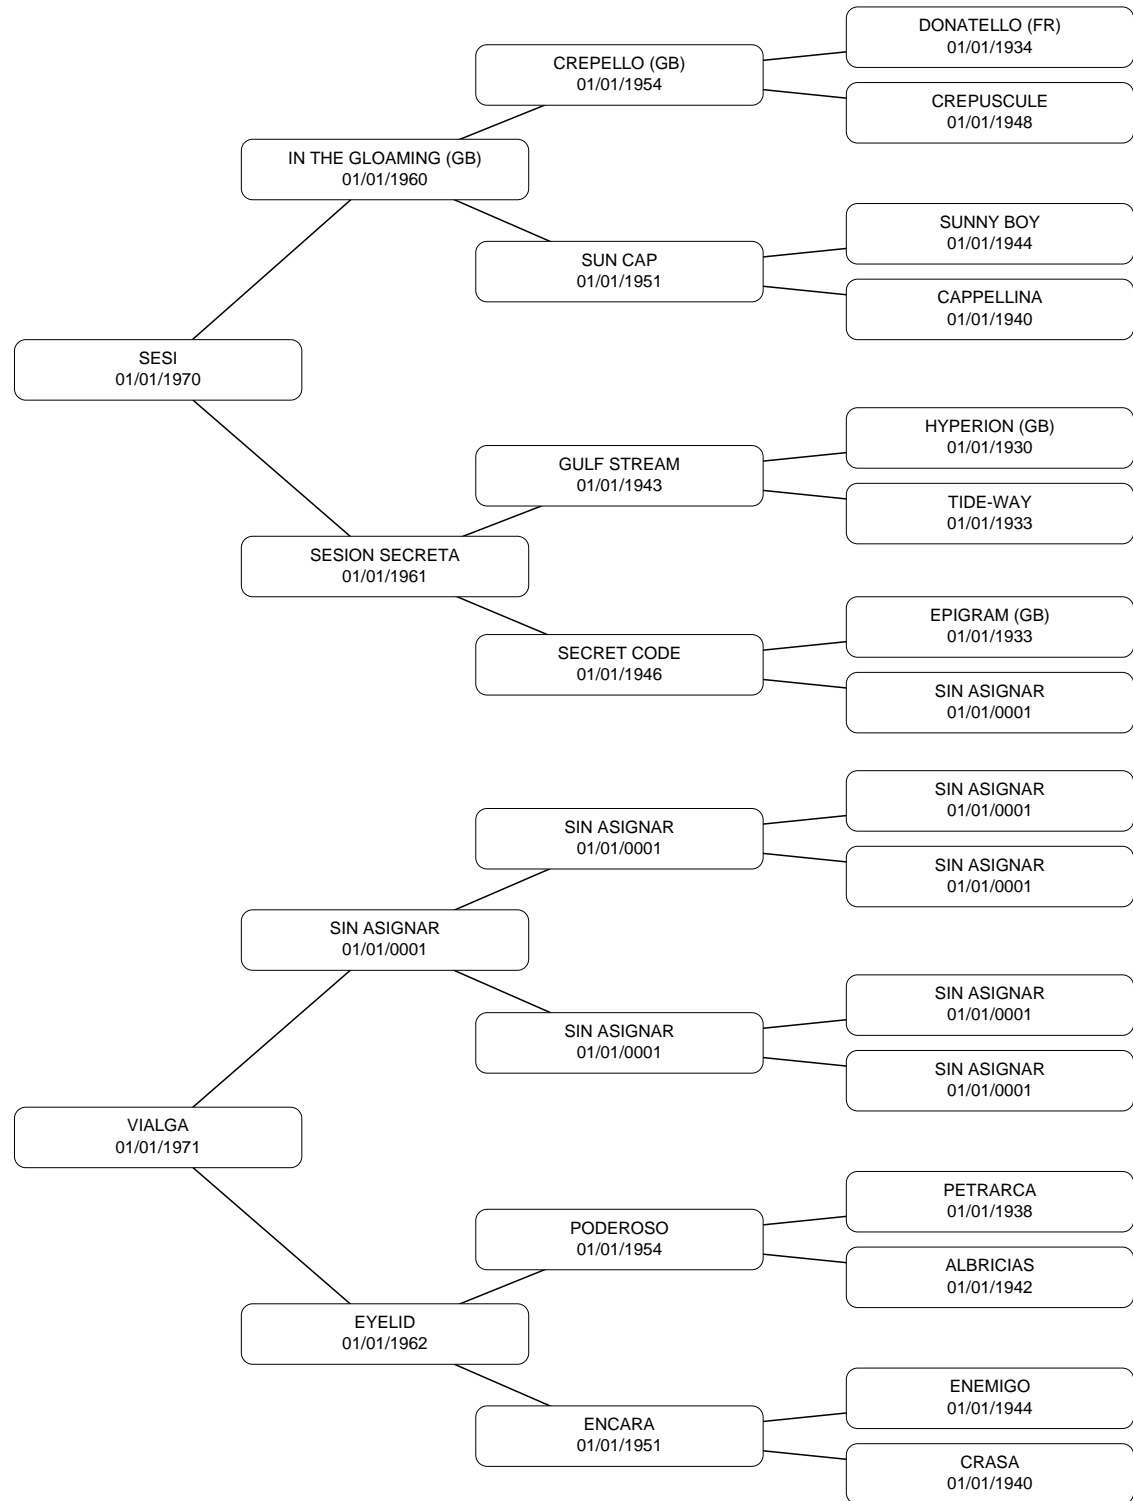 DONATELLO (FR)
01/01/1934
CREPELLO (GB)
01/01/1954
CREPUSCULE
01/01/1948
IN THE GLOAMING (GB)
01/01/1960
SUNNY BOY
01/01/1944
SUN CAP
01/01/1951
CAPPELLINA
01/01/1940
SESI
01/01/1970
HYPERION (GB)
01/01/1930
GULF STREAM
01/01/1943
TIDE-WAY
01/01/1933
SESION SECRETA
01/01/1961
EPIGRAM (GB)
01/01/1933
SECRET CODE
01/01/1946
SIN ASIGNAR
01/01/0001
SIN ASIGNAR
01/01/0001
SIN ASIGNAR
01/01/0001
SIN ASIGNAR
01/01/0001
SIN ASIGNAR
01/01/0001
SIN ASIGNAR
01/01/0001
SIN ASIGNAR
01/01/0001
SIN ASIGNAR
01/01/0001
VIALGA
01/01/1971
PETRARCA
01/01/1938
PODEROSO
01/01/1954
ALBRICIAS
01/01/1942
EYELID
01/01/1962
ENEMIGO
01/01/1944
ENCARA
01/01/1951
CRASA
01/01/1940